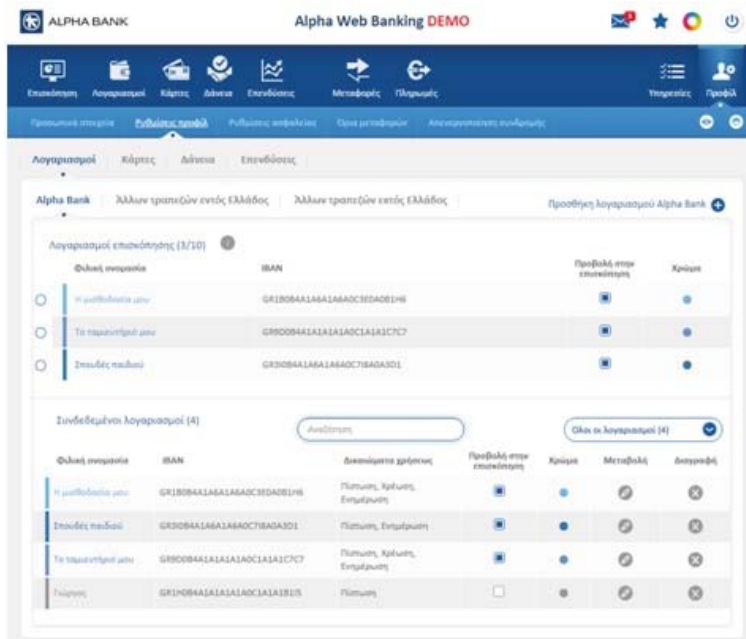 ALPHA BANK
Alpha Web Banking DEMO
Επισκόπηση Λογαριασμοί Κάρτες Δάνεια Επενδύσεις Μεταφορές Πληρωμές Υπηρεσίες Προφίλ
Προσωπικά στοιχεία Ρυθμίσεις προφίλ Ρυθμίσεις ασφαλείας Όρια μεταφορών Απενεργοποίηση συνδρομής
Λογαριασμοί Κάρτες Δάνεια Επενδύσεις
Alpha Bank Άλλων τραπεζών εντός Ελλάδος Άλλων τραπεζών εκτός Ελλάδος Προσθήκη λογαριασμού Alpha Bank
Λογαριασμοί επισκόπησης (3/10)
Φιλική ονομασία IBAN Προβολή στην επισκόπηση Χρώμα
Η μισθοδοσία μου
Το ταμιευτήριό μου
Σπουδές παιδιού
Συνδεδεμένοι λογαριασμοί (4) Αναζήτηση Όλοι οι λογαριασμοί (4)
Φιλική ονομασία IBAN Δικαιώματα χρήσεως Προβολή στην επισκόπηση Χρώμα Μεταβολή Διαγραφή
Η μισθοδοσία μου Πίστωση, Χρέωση,
Ενημέρωση
Σπουδές παιδιού Πίστωση, Ενημέρωση
Το ταμιευτήριό μου Πίστωση, Χρέωση,
Ενημέρωση
Γιώργος Πίστωση